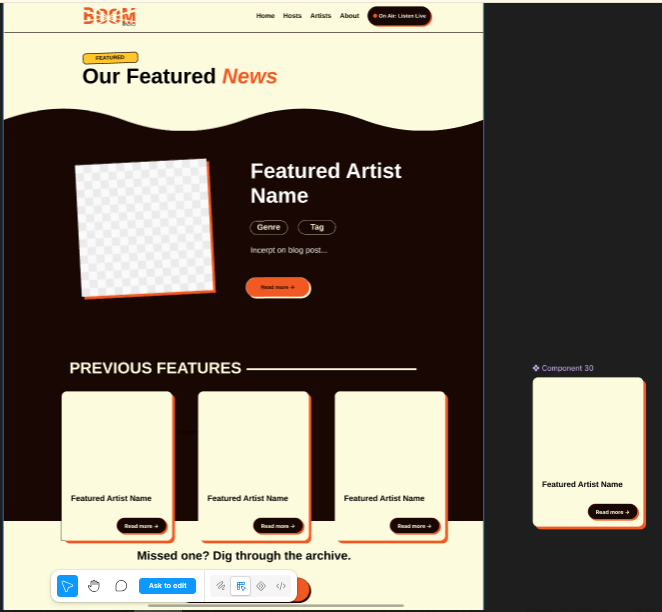 BOOM
Home Hosts Artists About On Air: Listen Live
FEATURED
Our Featured News
Featured Artist
Name
Genre Tag
Incerpt on blog post...
Read more →
PREVIOUS FEATURES
Component 30
Featured Artist Name Featured Artist Name Featured Artist Name
Read more → Read more → Read more →
Featured Artist Name
Read more →
Missed one? Dig through the archive.
Ask to edit